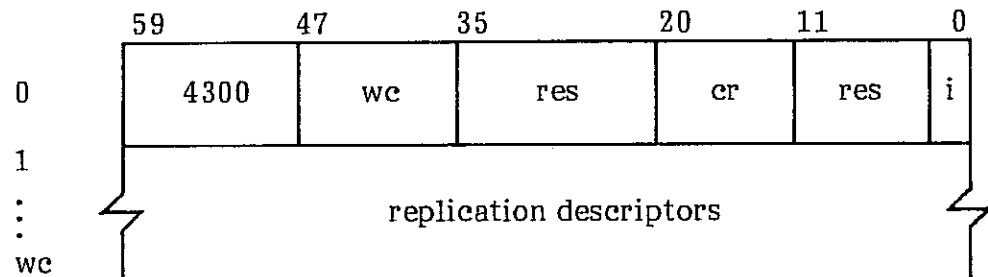 59 47 35 20 11 0
0 4300 wc res cr res i
1
replication descriptors
wc